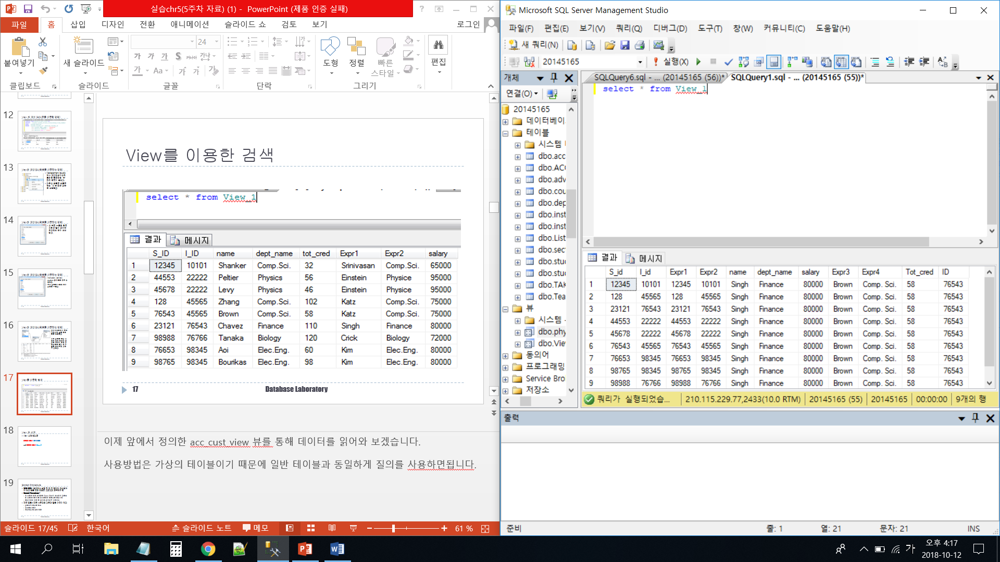 실습chr5(5주차 자료) (1) - PowerPoint (제품 인증 실패)
파일 홈 삽입 디자인 전환 애니메이션 슬라이드 쇼 검토 보기 로그인
24
붙여넣기 새 슬라이드 도형 정렬 빠른 스타일 편집
클립보드 슬라이드 글꼴 단락 그리기
12
13
14
15
16
17
18
19
View를 이용한 검색
select * from View_1
결과 메시지
S_ID I_ID name dept_name tot_cred Expr1 Expr2 salary
1 12345 10101 Shanker Comp.Sci. 32 Srinivasan Comp.Sci. 65000
2 44553 22222 Peltier Physics 56 Einstein Physice 95000
3 45678 22222 Levy Physics 46 Einstein Physice 95000
4 128 45565 Zhang Comp.Sci. 102 Katz Comp.Sci. 75000
5 76543 45565 Brown Comp.Sci. 58 Katz Comp.Sci. 75000
6 23121 76543 Chavez Finance 110 Singh Finance 80000
7 98988 76766 Tanaka Biology 120 Crick Biology 72000
8 76653 98345 Aoi Elec.Eng. 60 Kim Elec.Eng. 80000
9 98765 98345 Bourikas Elec.Eng. 98 Kim Elec.Eng. 80000
17 Database Laboratory
이제 앞에서 정의한 acc_cust_view 뷰를 통해 데이터를 읽어와 보겠습니다.
사용방법은 가상의 테이블이기 때문에 일반 테이블과 동일하게 질의를 사용하면됩니다.
슬라이드 17/45 한국어 슬라이드 노트 메모 61 %
Microsoft SQL Server Management Studio
파일(F) 편집(E) 보기(V) 쿼리(Q) 디버그(D) 도구(T) 창(W) 커뮤니티(C) 도움말(H)
새 쿼리(N)
20145165 실행(X)
개체
연결(O)
20145165
데이터베이
테이블
시스템
dbo.acc
dbo.AC
dbo.adv
dbo.cou
dbo.dep
dbo.inst
dbo.inst
dbo.List
dbo.sec
dbo.stu
dbo.stu
dbo.TAK
dbo.Tea
뷰
시스템
dbo.phy
dbo.Vie
동의어
프로그래밍
Service Bro
저장소
SQLQuery6.sql - ... (20145165 (56))* SQLQuery1.sql - ... (20145165 (55))*
select * from View_1
결과 메시지
S_id I_id Expr1 Expr2 name dept_name salary Expr3 Expr4 Tot_cred ID
1 12345 10101 12345 10101 Singh Finance 80000 Brown Comp. Sci. 58 76543
2 128 45565 128 45565 Singh Finance 80000 Brown Comp. Sci. 58 76543
3 23121 76543 23121 76543 Singh Finance 80000 Brown Comp. Sci. 58 76543
4 44553 22222 44553 22222 Singh Finance 80000 Brown Comp. Sci. 58 76543
5 45678 22222 45678 22222 Singh Finance 80000 Brown Comp. Sci. 58 76543
6 76543 45565 76543 45565 Singh Finance 80000 Brown Comp. Sci. 58 76543
7 76653 98345 76653 98345 Singh Finance 80000 Brown Comp. Sci. 58 76543
8 98765 98345 98765 98345 Singh Finance 80000 Brown Comp. Sci. 58 76543
9 98988 76766 98988 76766 Singh Finance 80000 Brown Comp. Sci. 58 76543
쿼리가 실행되었습... 210.115.229.77,2433(10.0 RTM) 20145165 (55) 20145165 00:00:00 9개의 행
출력
준비 줄: 1 열: 21 문자: 21 INS
가 오후 4:17
2018-10-12